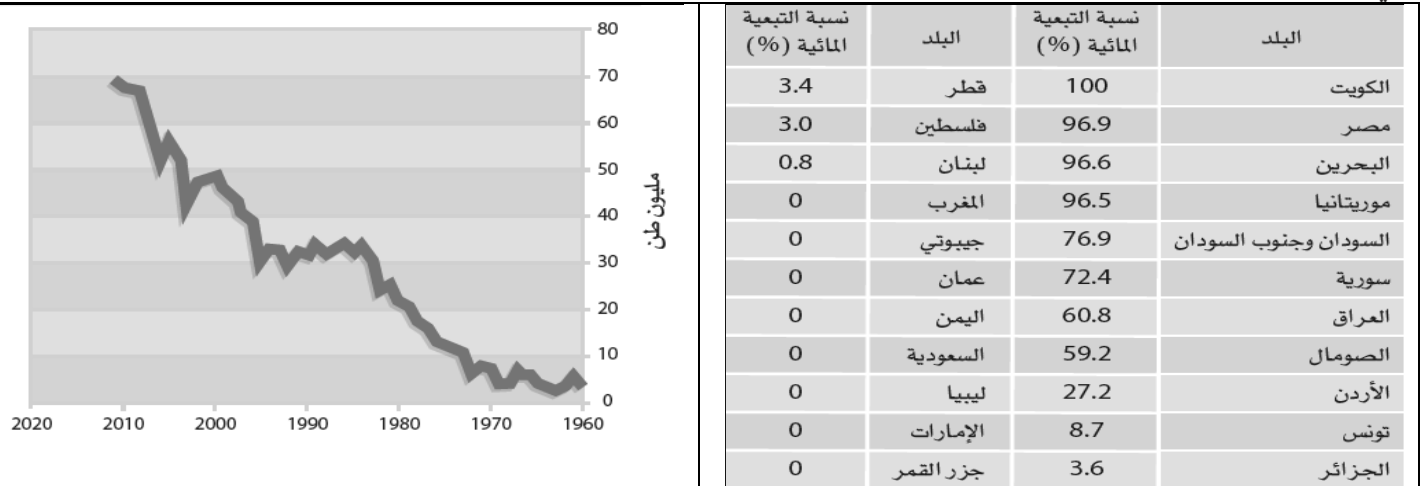 البلد نسبة التبعية المائية (%) البلد نسبة التبعية المائية (%)
الكويت 100 قطر 3.4
مصر 96.9 فلسطين 3.0
البحرين 96.6 لبنان 0.8
موريتانيا 96.5 المغرب 0
السودان وجنوب السودان 76.9 جيبوتي 0
سورية 72.4 عمان 0
العراق 60.8 اليمن 0
الصومال 59.2 السعودية 0
الأردن 27.2 ليبيا 0
تونس 8.7 الإمارات 0
الجزائر 3.6 جزر القمر 0
مليون طن
80
70
60
50
40
30
20
10
0
2020 2010 2000 1990 1980 1970 1960